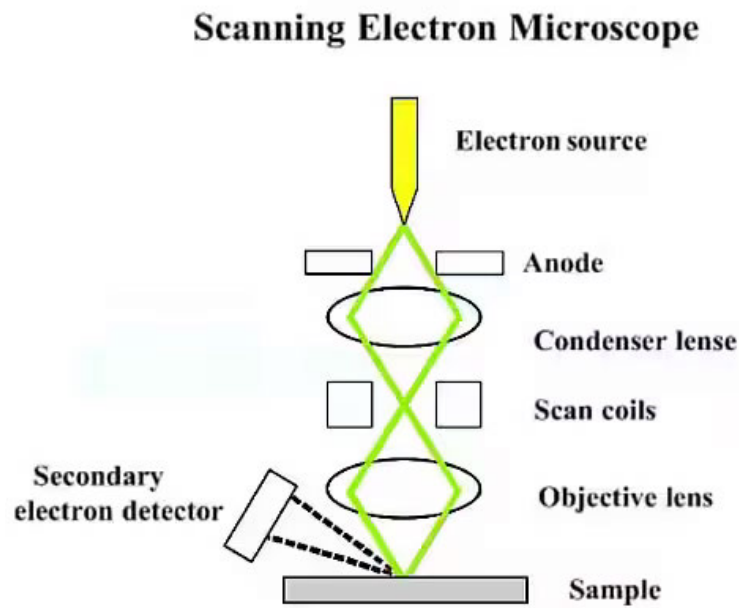 Scanning Electron Microscope
Electron source
Anode
Condenser lense
Scan coils
Secondary
electron detector
Objective lens
Sample